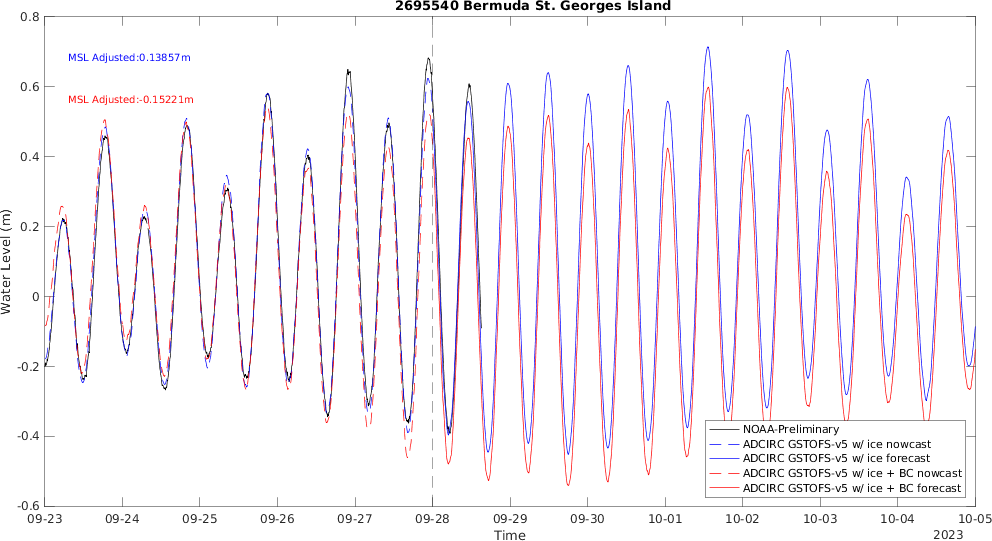 2695540 Bermuda St. Georges Island
MSL Adjusted:0.13857m
MSL Adjusted:-0.15221m
Water Level (m)
0.8
0.6
0.4
0.2
0
-0.2
-0.4
-0.6
NOAA-Preliminary
ADCIRC GSTOFS-v5 w/ ice nowcast
ADCIRC GSTOFS-v5 w/ ice forecast
ADCIRC GSTOFS-v5 w/ ice + BC nowcast
ADCIRC GSTOFS-v5 w/ ice + BC forecast
09-23 09-24 09-25 09-26 09-27 09-28 09-29 09-30 10-01 10-02 10-03 10-04 10-05
Time
2023